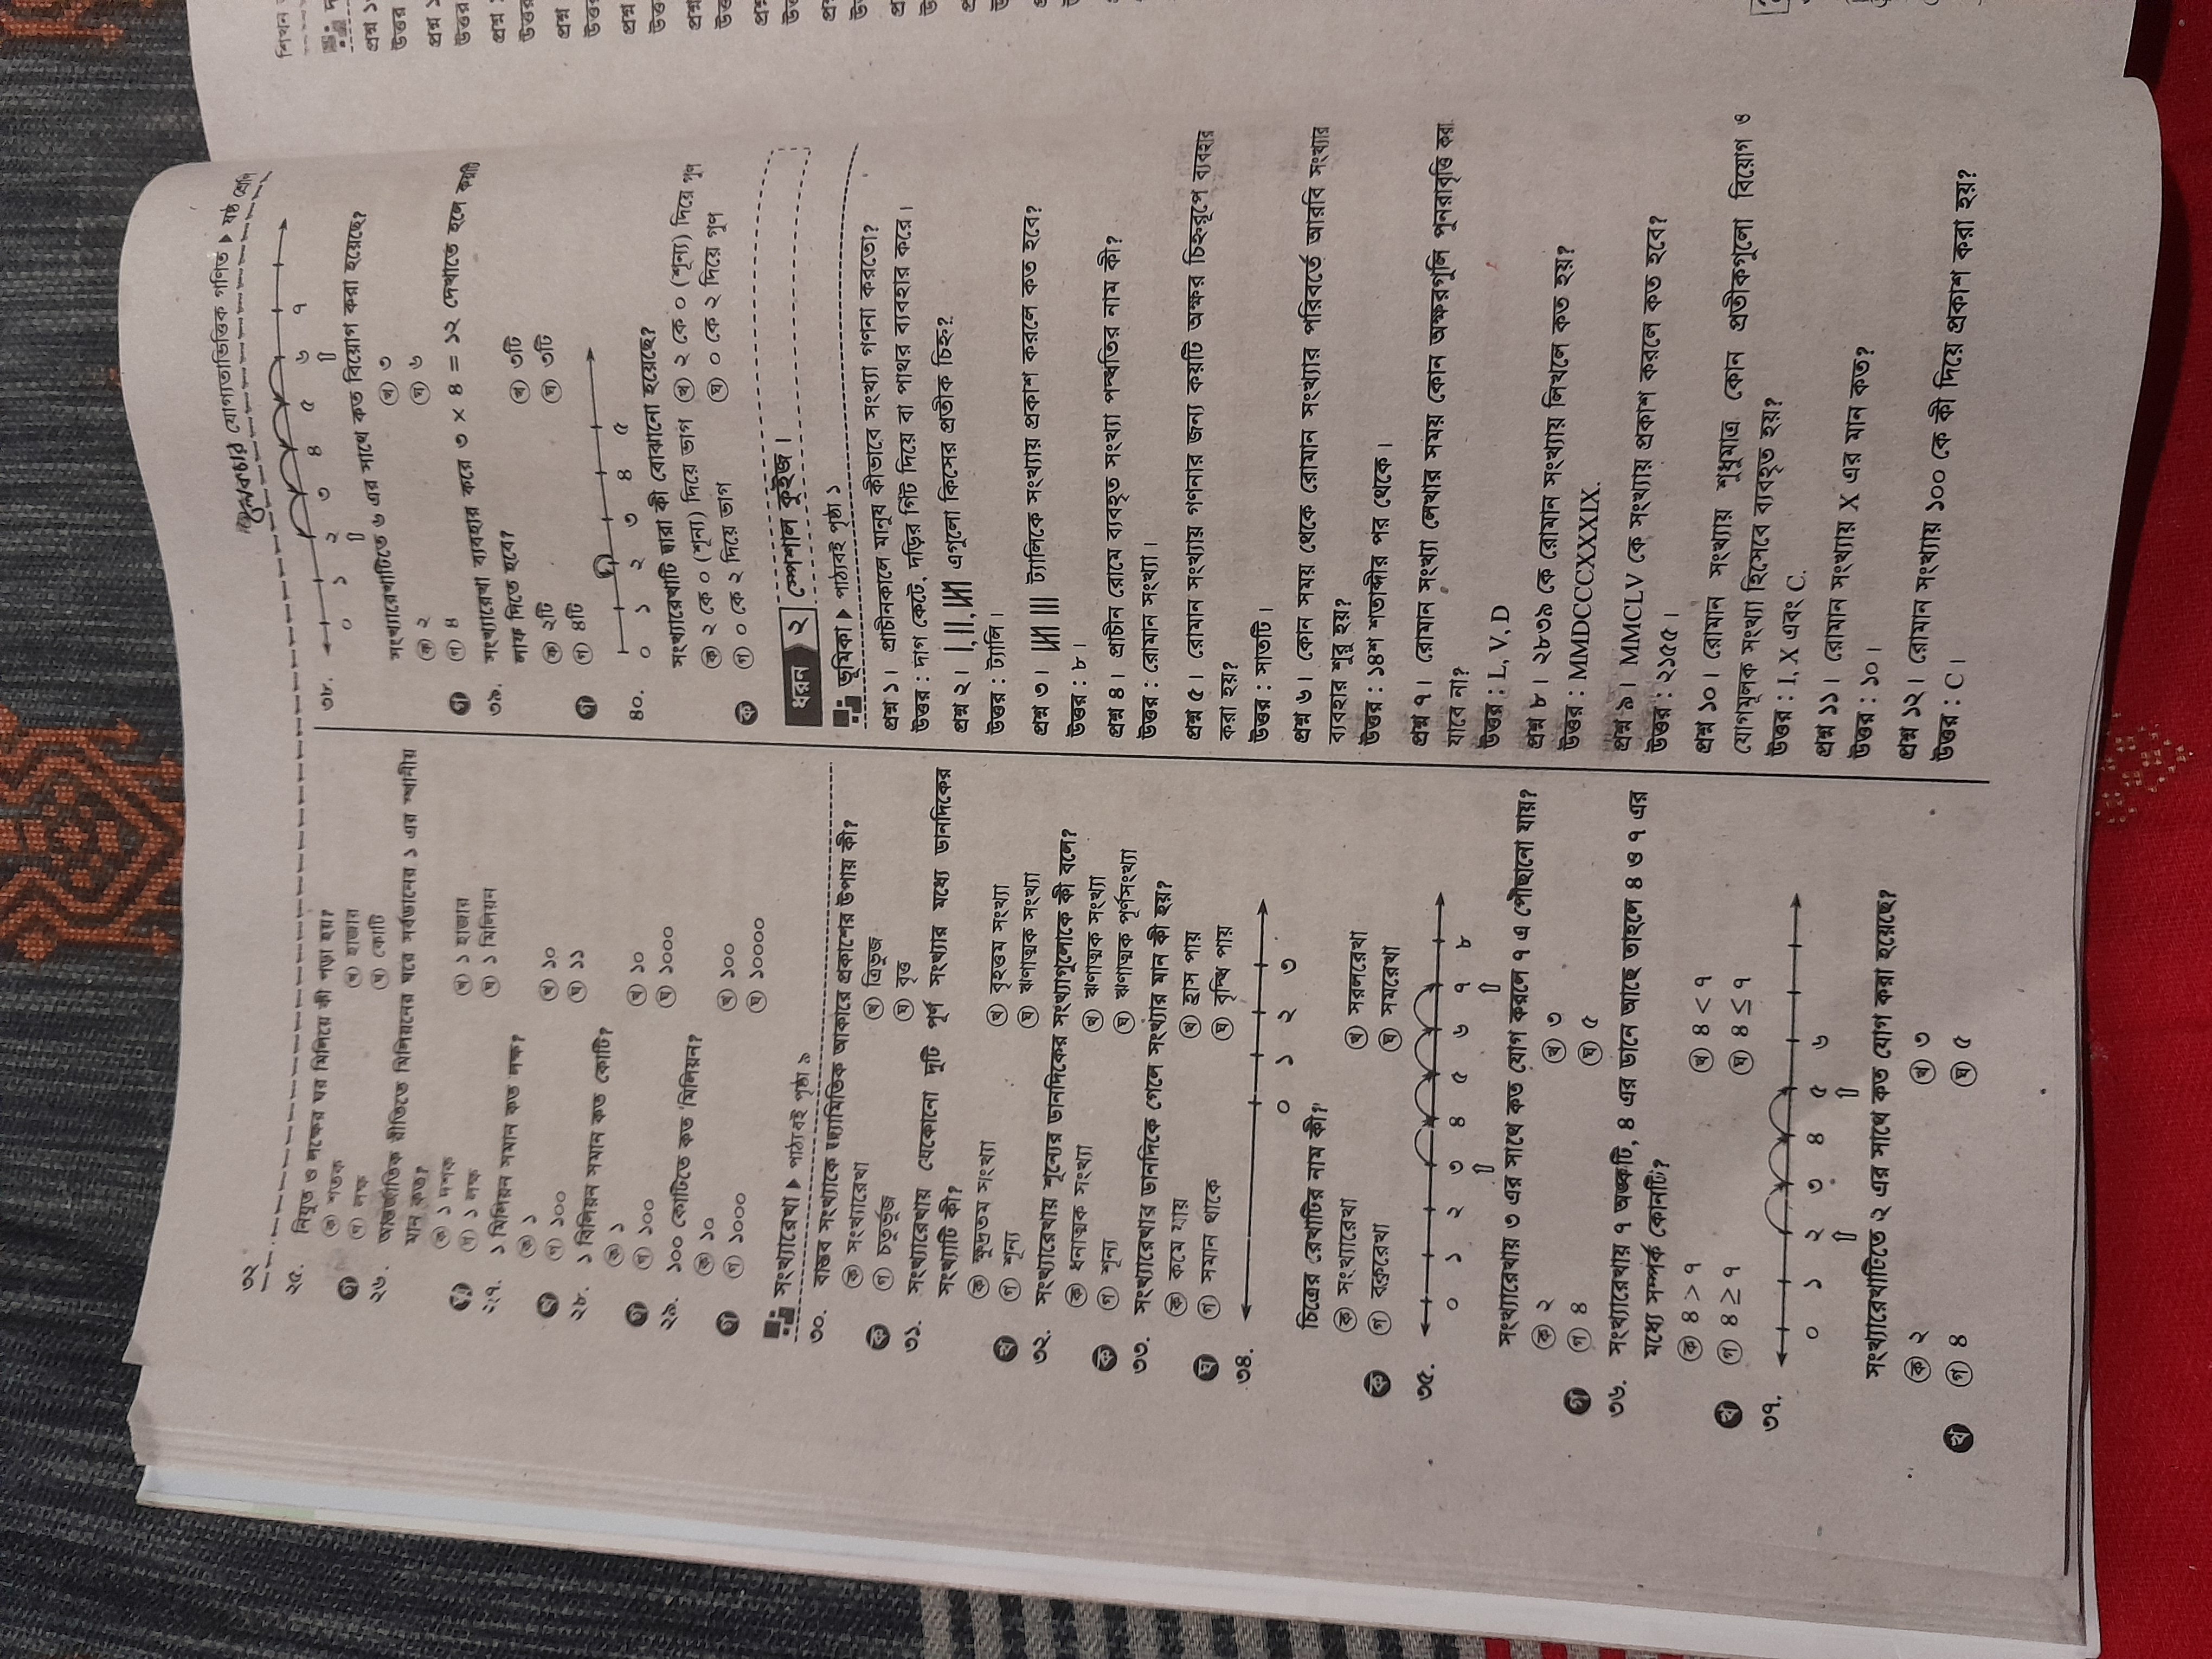 ৩২
যোগ্যতাভিত্তিক গণিত ▶ ষষ্ঠ শ্রেণি
২৫. নিযুত ও লক্ষের ঘর মিলিয়ে কী পড়া হয়?
ক শতক
খ হাজার
গ গ লক্ষ
ঘ কোটি
২৬. আন্তর্জাতিক রীতিতে মিলিয়নের ঘরে সর্বডানের ১ এর স্থানীয়
মান কত?
ক ১ দশক
খ ১ হাজার
গ ১ লক্ষ
ঘ ১ মিলিয়ন
২৭. ১ মিলিয়ন সমান কত লক্ষ?
ক ১
খ ১০
গ ১০০
ঘ ১১
২৮. ১ বিলিয়ন সমান কত কোটি?
ক ১
খ ১০
গ গ ১০০
ঘ ১০০০
২৯. ১০০ কোটিতে কত মিলিয়ন?
ক ১০
খ ১০০
গ গ ১০০০
ঘ ১০০০০
সংখ্যারেখা ▶ পাঠ্যবই পৃষ্ঠা ৯
৩০. বাস্তব সংখ্যাকে জ্যামিতিক আকারে প্রকাশের উপায় কী?
ক সংখ্যারেখা
খ ত্রিভুজ
ক গ চতুর্ভুজ
ঘ বৃত্ত
৩১. সংখ্যারেখায় যেকোনো দুটি পূর্ণ সংখ্যার মধ্যে ডানদিকের
সংখ্যাটি কী?
ক ক্ষুদ্রতম সংখ্যা
খ বৃহত্তম সংখ্যা
খ গ শূন্য
ঘ ঋণাত্মক সংখ্যা
৩২. সংখ্যারেখায় শূন্যের ডানদিকের সংখ্যাগুলোকে কী বলে?
ক ধনাত্মক সংখ্যা
খ ঋণাত্মক সংখ্যা
ক গ শূন্য
ঘ ঋণাত্মক পূর্ণসংখ্যা
৩৩. সংখ্যারেখার ডানদিকে গেলে সংখ্যার মান কী হয়?
ক কমে যায়
খ হ্রাস পায়
ঘ গ সমান থাকে
ঘ বৃদ্ধি পায়
৩৪.
০ ১ ২ ৩
চিত্রের রেখাটির নাম কী?
ক সংখ্যারেখা
খ সরলরেখা
ক গ বক্ররেখা
ঘ সমরেখা
৩৫.
০ ১ ২ ৩ ৪ ৫ ৬ ৭ ৮
সংখ্যারেখায় ৩ এর সাথে কত যোগ করলে ৭ এ পৌঁছানো যায়?
ক ২
খ ৩
গ গ ৪
ঘ ৫
৩৬. সংখ্যারেখায় ৭ অঙ্কটি, ৪ এর ডানে আছে তাহলে ৪ ও ৭ এর
মধ্যে সম্পর্ক কোনটি?
ক ৪ > ৭
খ ৪ < ৭
খ গ ৪ ≥ ৭
ঘ ৪ ≤ ৭
৩৭.
০ ১ ২ ৩ ৪ ৫ ৬
সংখ্যারেখাটিতে ২ এর সাথে কত যোগ করা হয়েছে?
ক ২
খ ৩
খ গ ৪
ঘ ৫
৩৮.
০ ১ ২ ৩ ৪ ৫ ৬ ৭
সংখ্যারেখাটিতে ৬ এর সাথে কত বিয়োগ করা হয়েছে?
ক ২
খ ৩
গ গ ৪
ঘ ৬
৩৯. সংখ্যারেখা ব্যবহার করে ৩ × ৪ = ১২ দেখাতে হলে কয়টি
লাফ দিতে হবে?
ক ২টি
খ ৩টি
গ গ ৪টি
ঘ ৩টি
৪০.
০ ১ ২ ৩ ৪ ৫
সংখ্যারেখাটি দ্বারা কী বোঝানো হয়েছে?
ক ২ কে ০ (শূন্য) দিয়ে ভাগ খ ২ কে ০ (শূন্য) দিয়ে গুণ
ক গ ০ কে ২ দিয়ে ভাগ ঘ ০ কে ২ দিয়ে গুণ
ধরন ২ স্পেশাল কুইজ।
ভূমিকা ▶ পাঠ্যবই পৃষ্ঠা ১
প্রশ্ন ১। প্রাচীনকালে মানুষ কীভাবে সংখ্যা গণনা করতো?
উত্তর : দাগ কেটে, দড়ির গিঁট দিয়ে বা পাথর ব্যবহার করে।
প্রশ্ন ২। এগুলো কিসের প্রতীক চিহ্ন?
উত্তর : ট্যালি।
প্রশ্ন ৩। ট্যালিকে সংখ্যায় প্রকাশ করলে কত হবে?
উত্তর : ৮।
প্রশ্ন ৪। প্রাচীন রোমে ব্যবহৃত সংখ্যা পদ্ধতির নাম কী?
উত্তর : রোমান সংখ্যা।
প্রশ্ন ৫। রোমান সংখ্যায় গণনার জন্য কয়টি অক্ষর চিহ্নরূপে ব্যবহার
করা হয়?
উত্তর : সাতটি।
প্রশ্ন ৬। কোন সময় থেকে রোমান সংখ্যার পরিবর্তে আরবি সংখ্যার
ব্যবহার শুরু হয়?
উত্তর : ১৪শ শতাব্দীর পর থেকে।
প্রশ্ন ৭। রোমান সংখ্যা লেখার সময় কোন অক্ষরগুলি পুনরাবৃত্তি করা
যাবে না?
উত্তর : L, V, D
প্রশ্ন ৮। ২৮৩৯ কে রোমান সংখ্যায় লিখলে কত হয়?
উত্তর : MMDCCCXXXIX.
প্রশ্ন ৯। MMCLV কে সংখ্যায় প্রকাশ করলে কত হবে?
উত্তর : ২১৫৫।
প্রশ্ন ১০। রোমান সংখ্যায় শুধুমাত্র কোন প্রতীকগুলো বিয়োগ ও
যোগমূলক সংখ্যা হিসেবে ব্যবহৃত হয়?
উত্তর : I, X এবং C.
প্রশ্ন ১১। রোমান সংখ্যায় X এর মান কত?
উত্তর : ১০।
প্রশ্ন ১২। রোমান সংখ্যায় ১০০ কে কী দিয়ে প্রকাশ করা হয়?
উত্তর : C।